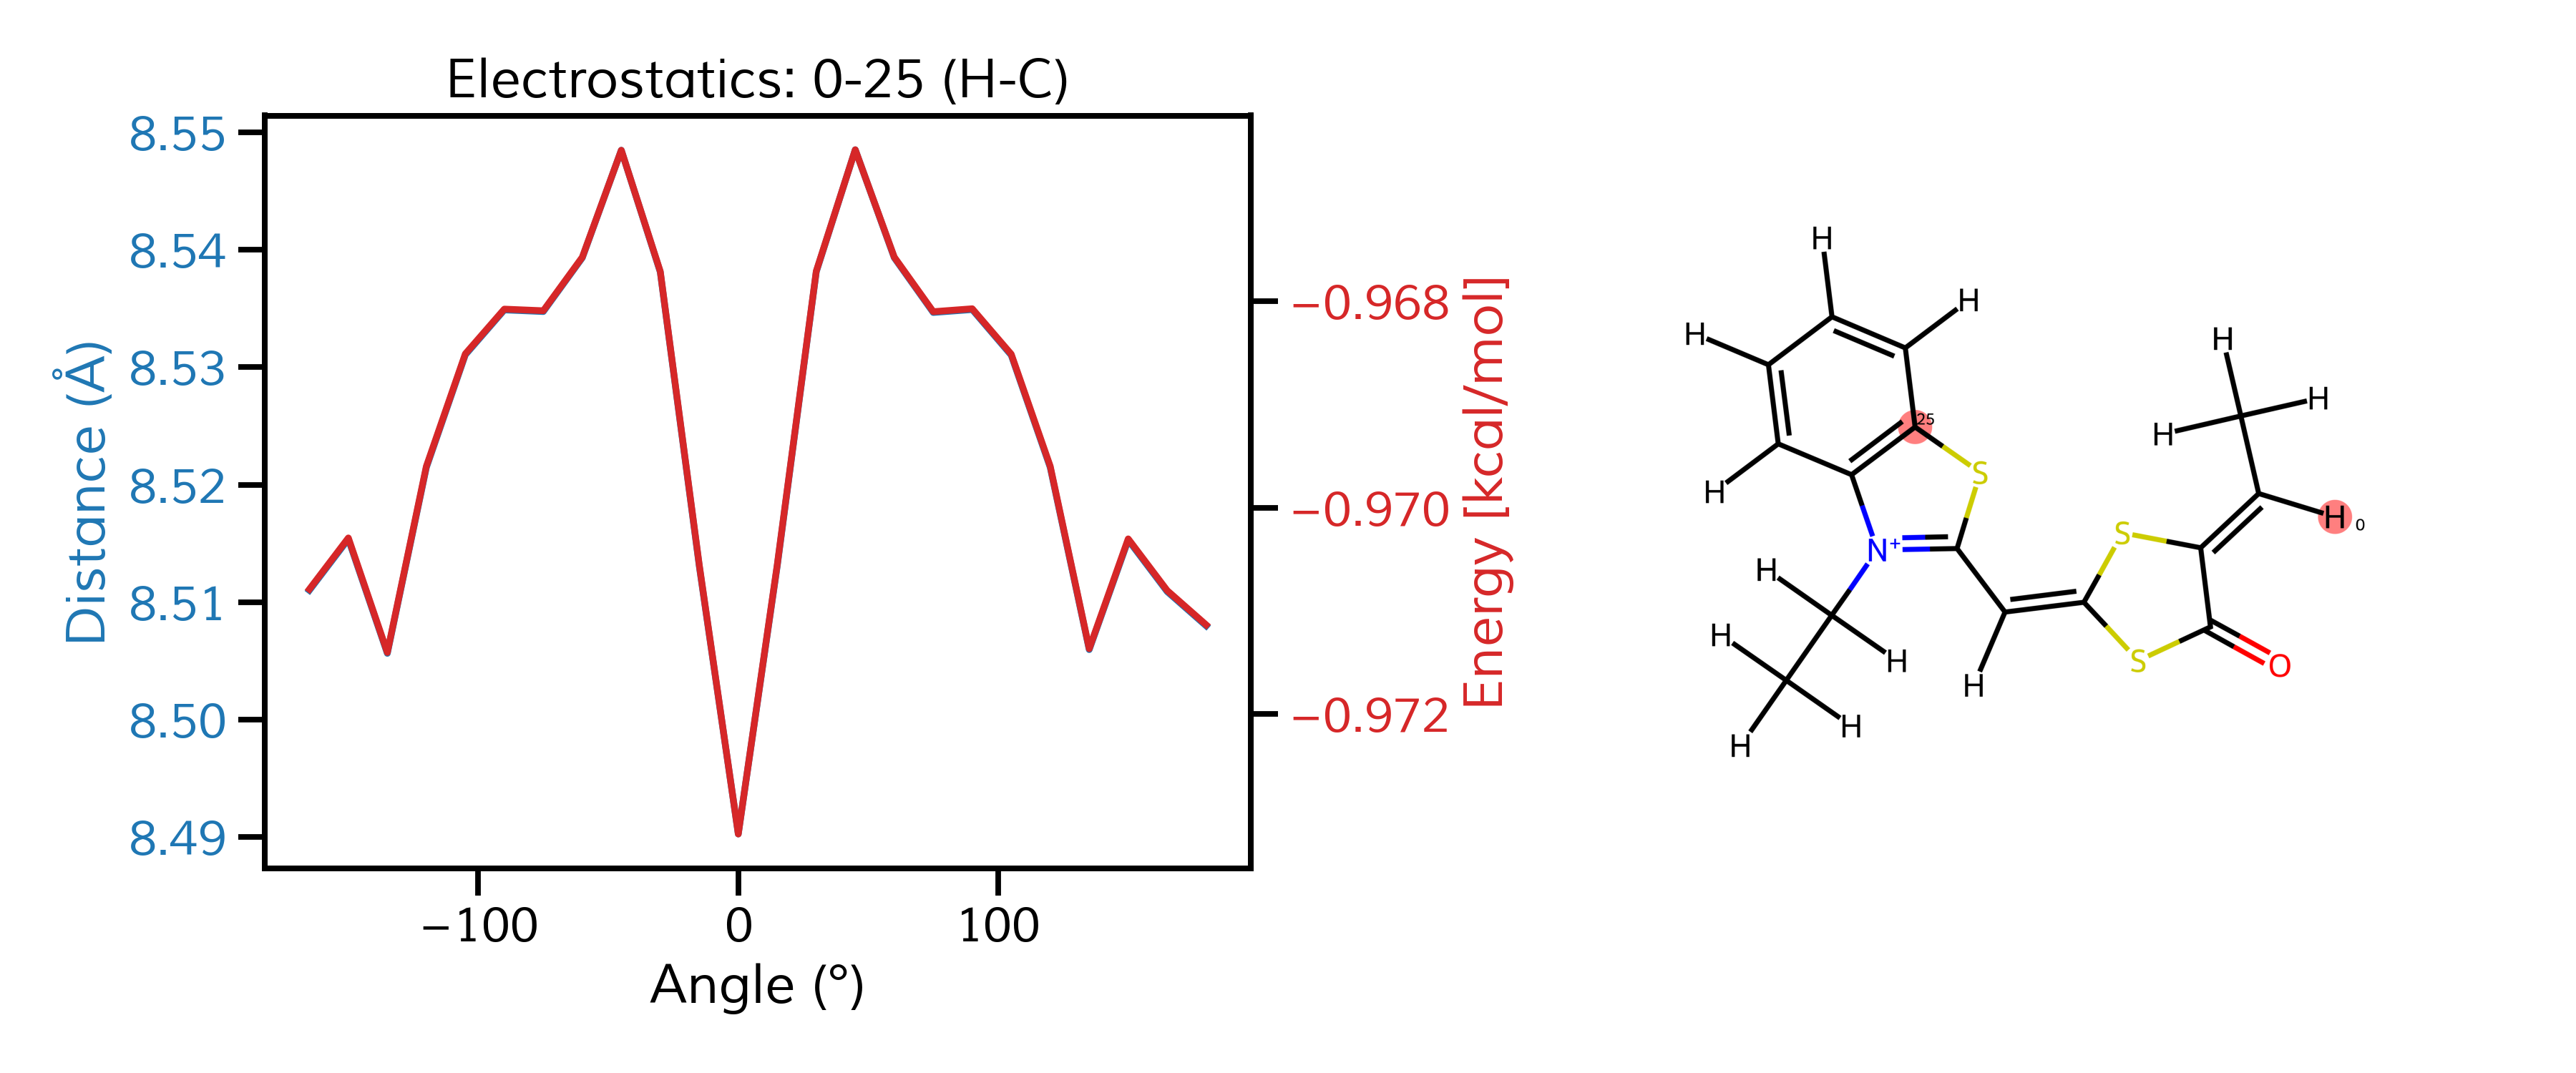 Electrostatics: 0-25 (H-C)
8.55
8.54
8.53
8.52
8.51
8.50
8.49
Distance (Å)
−0.968
−0.970
−0.972
Energy [kcal/mol]
−100 0 100
Angle (°)
H
H
H
H
H
H
25
H
S
H
H 0
S
N+
H
H
H
S
O
H
H
H
H